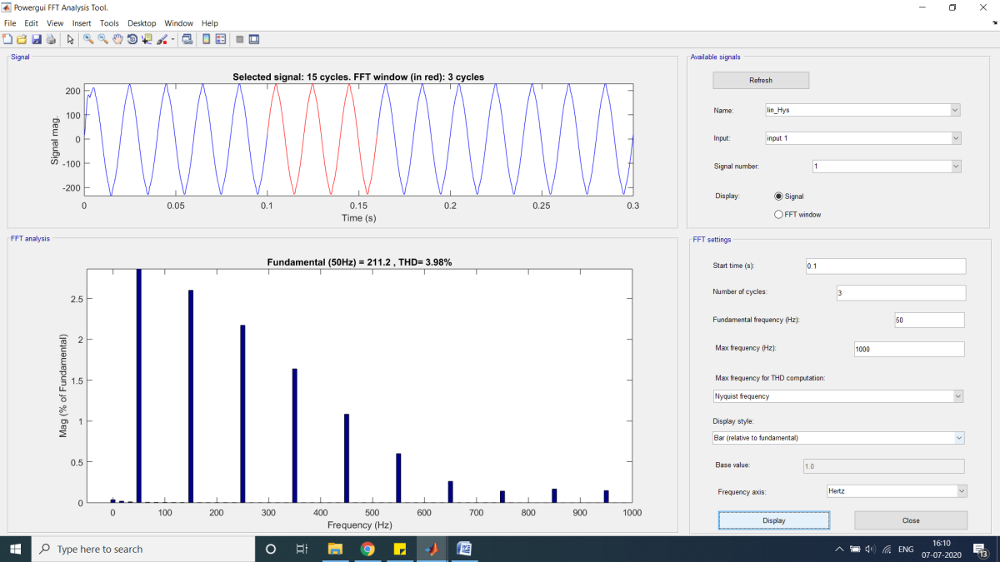 Powergui FFT Analysis Tool.
File Edit View Insert Tools Desktop Window Help
Signal
Selected signal: 15 cycles. FFT window (in red): 3 cycles
200
100
0
-100
-200
Signal mag.
0 0.05 0.1 0.15 0.2 0.25 0.3
Time (s)
FFT analysis
Fundamental (50Hz) = 211.2 , THD= 3.98%
2.5
2
1.5
1
0.5
0
Mag (% of Fundamental)
0 100 200 300 400 500 600 700 800 900 1000
Frequency (Hz)
Available signals
Refresh
Name: lin_Hys
Input: input 1
Signal number: 1
Display: Signal
FFT window
FFT settings
Start time (s): 0.1
Number of cycles: 3
Fundamental frequency (Hz): 50
Max frequency (Hz): 1000
Max frequency for THD computation:
Nyquist frequency
Display style:
Bar (relative to fundamental)
Base value: 1.0
Frequency axis: Hertz
Display Close
Type here to search
ENG
16:10
07-07-2020
13